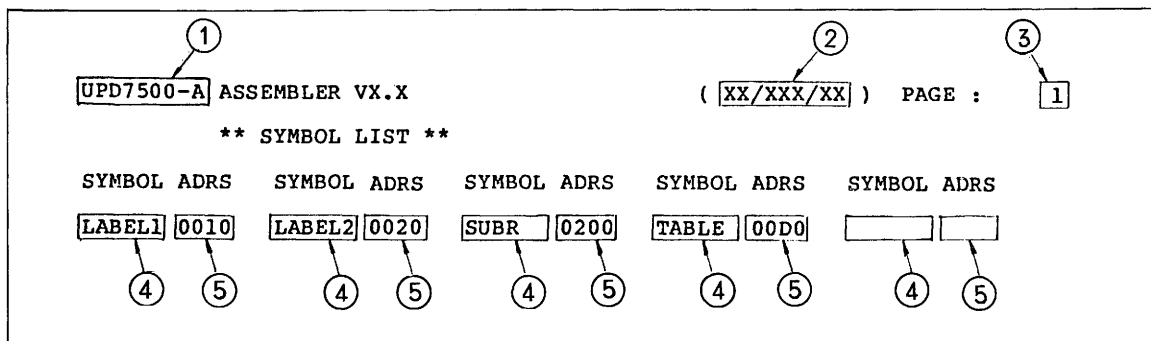 ① ② ③
UPD7500-A ASSEMBLER VX.X ( XX/XXX/XX ) PAGE : 1
** SYMBOL LIST **
SYMBOL ADRS SYMBOL ADRS SYMBOL ADRS SYMBOL ADRS SYMBOL ADRS
LABEL1 0010 LABEL2 0020 SUBR 0200 TABLE 00D0
④ ⑤ ④ ⑤ ④ ⑤ ④ ⑤ ④ ⑤